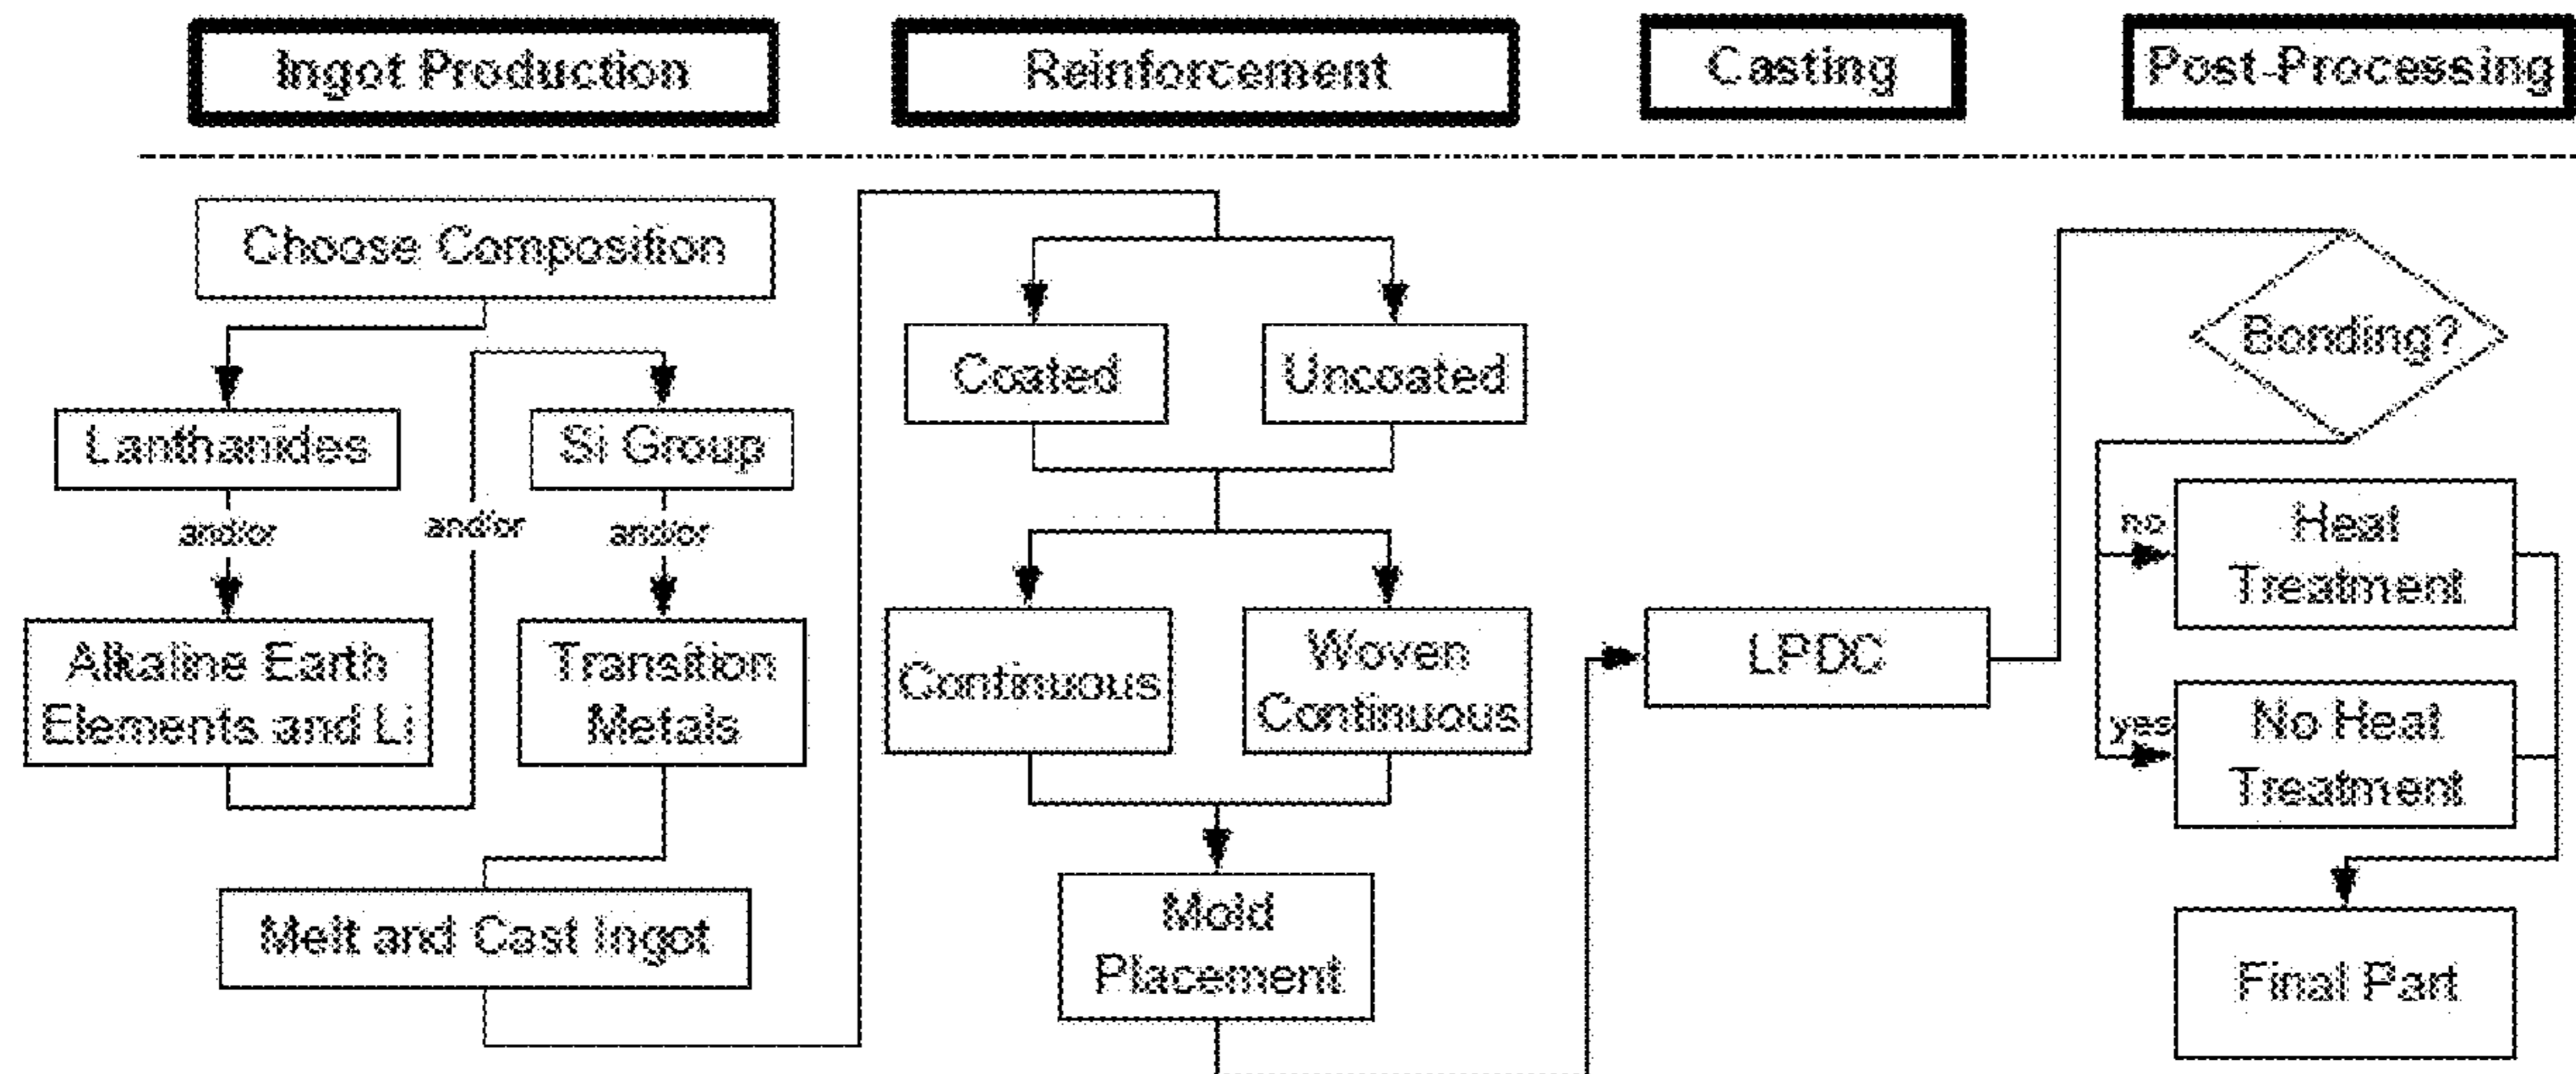 Ingot Production
Reinforcement
Casting
Post-Processing
Choose Composition
Lanthanides
and/or
Alkaline Earth
Elements and Li
and/or
Si Group
and/or
Transition
Metals
Melt and Cast Ingot
Coated
Uncoated
Continuous
Woven
Continuous
Mold
Placement
LPDC
Bonding?
no
Heat
Treatment
yes
No Heat
Treatment
Final Part